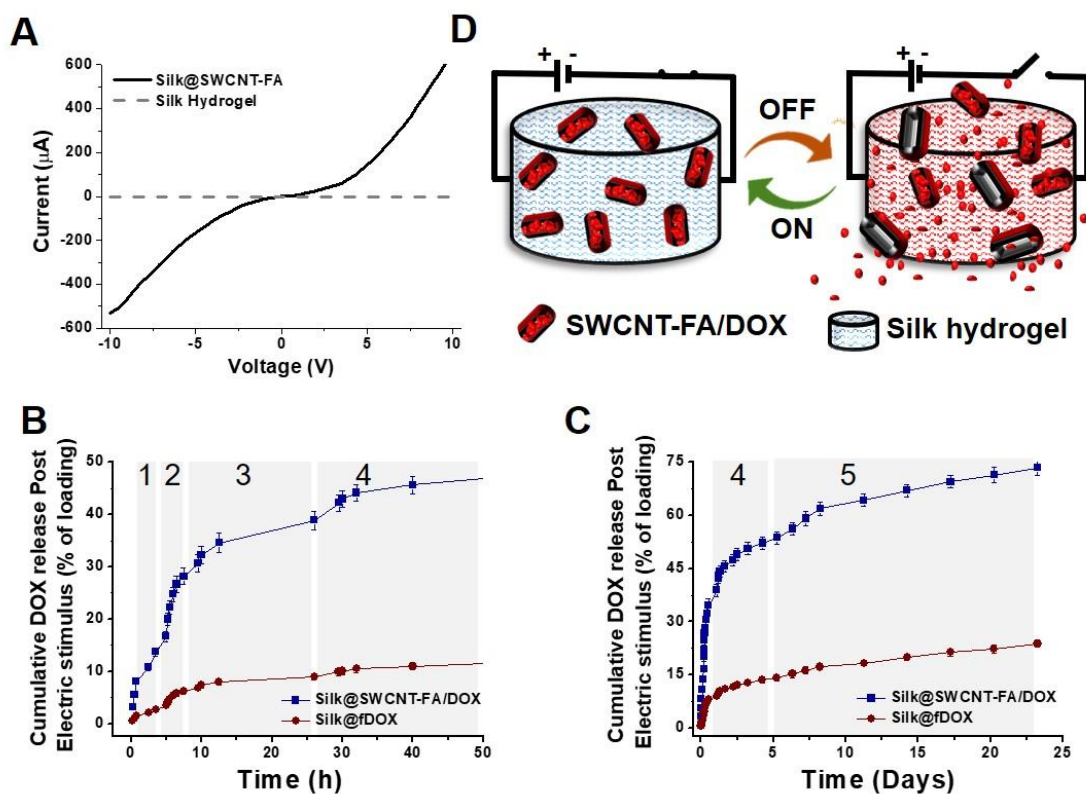 A
600
400
200
0
-200
-400
-600
Current (µA)
Silk@SWCNT-FA
Silk Hydrogel
-10
-5
0
5
10
Voltage (V)
D
+ -
+ -
OFF
ON
SWCNT-FA/DOX
Silk hydrogel
B
Cumulative DOX release Post
Electric stimulus (% of loading)
50
40
30
20
10
0
1 2 3 4
Silk@SWCNT-FA/DOX
Silk@fDOX
0 10 20 30 40 50
Time (h)
C
Cumulative DOX release Post
Electric stimulus (% of loading)
75
60
45
30
15
0
4 5
Silk@SWCNT-FA/DOX
Silk@fDOX
0 5 10 15 20 25
Time (Days)